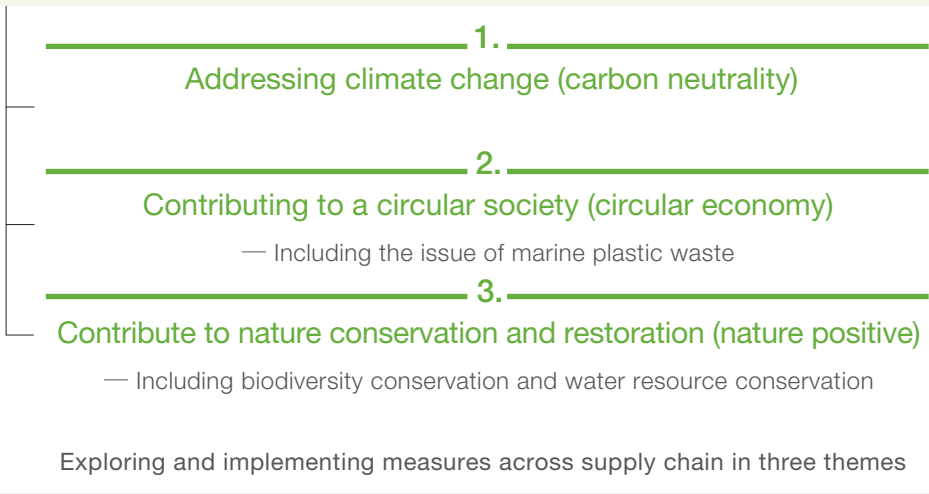 1.
Addressing climate change (carbon neutrality)
2.
Contributing to a circular society (circular economy)
— Including the issue of marine plastic waste
3.
Contribute to nature conservation and restoration (nature positive)
— Including biodiversity conservation and water resource conservation
Exploring and implementing measures across supply chain in three themes